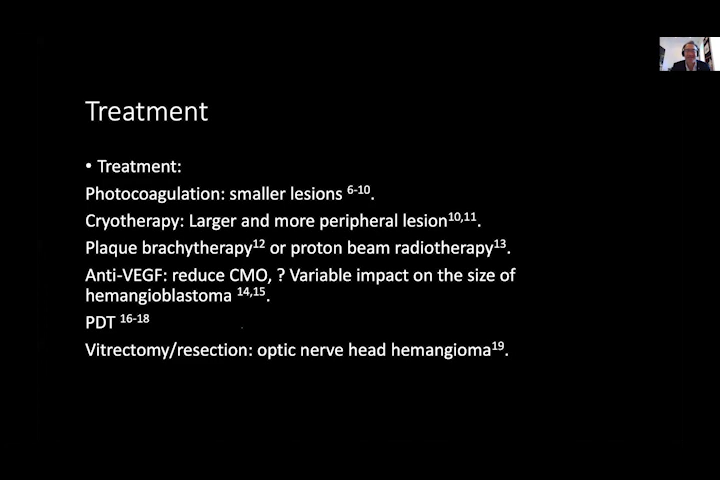 Treatment
• Treatment:
Photocoagulation: smaller lesions 6-10.
Cryotherapy: Larger and more peripheral lesion10,11.
Plaque brachytherapy12 or proton beam radiotherapy13.
Anti-VEGF: reduce CMO, ? Variable impact on the size of
hemangioblastoma 14,15.
PDT 16-18
Vitrectomy/resection: optic nerve head hemangioma19.